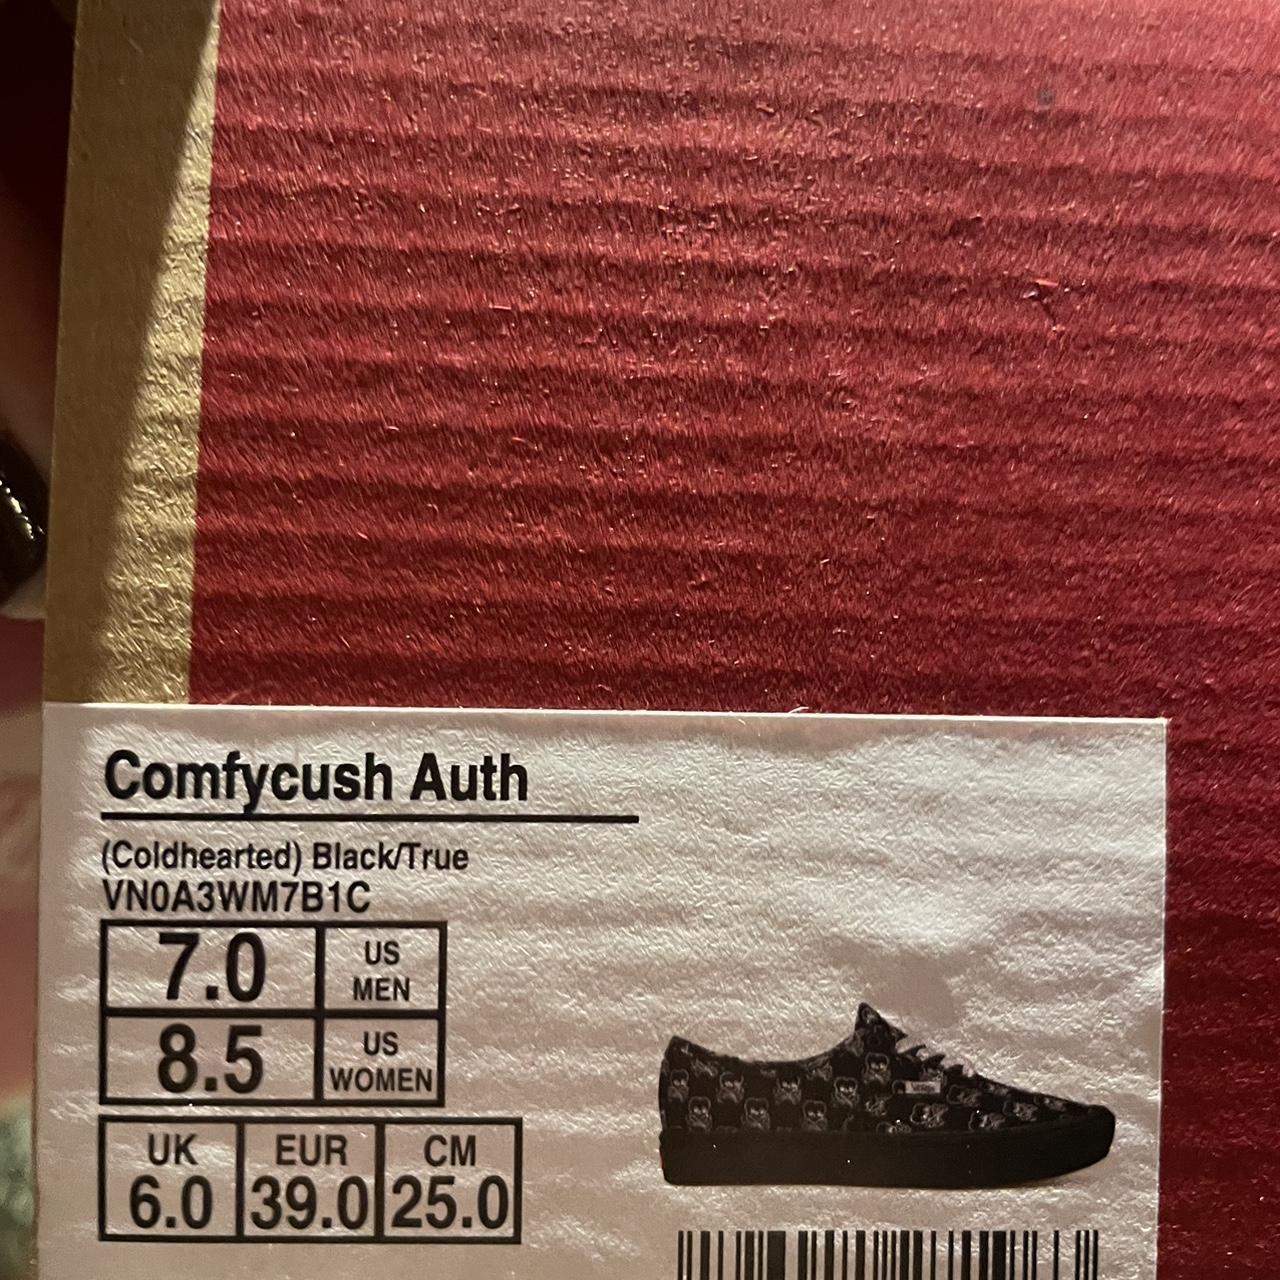 Comfycush Auth
(Coldhearted) Black/True
VN0A3WM7B1C
7.0 US MEN
8.5 US WOMEN
UK EUR CM
6.0 39.0 25.0